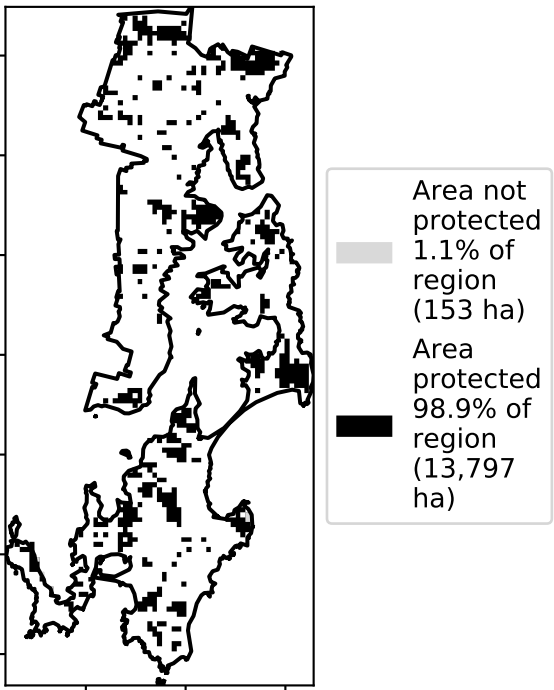 Area not
protected
1.1% of
region
(153 ha)
Area
protected
98.9% of
region
(13,797
ha)